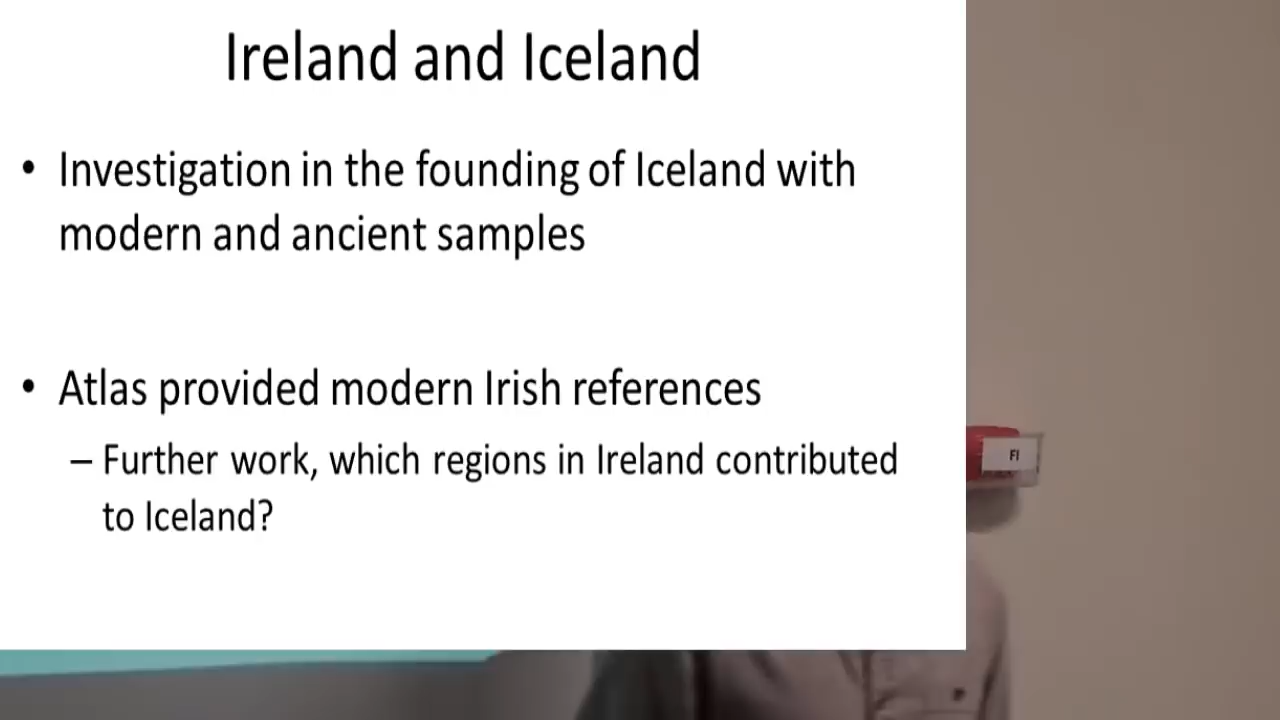 Ireland and Iceland
• Investigation in the founding of Iceland with
modern and ancient samples
• Atlas provided modern Irish references
– Further work, which regions in Ireland contributed
to Iceland?
FI